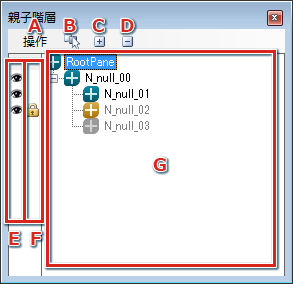 親子階層
操作
A B C D
RootPane
N_null_00
N_null_01
N_null_02
N_null_03
G
E F